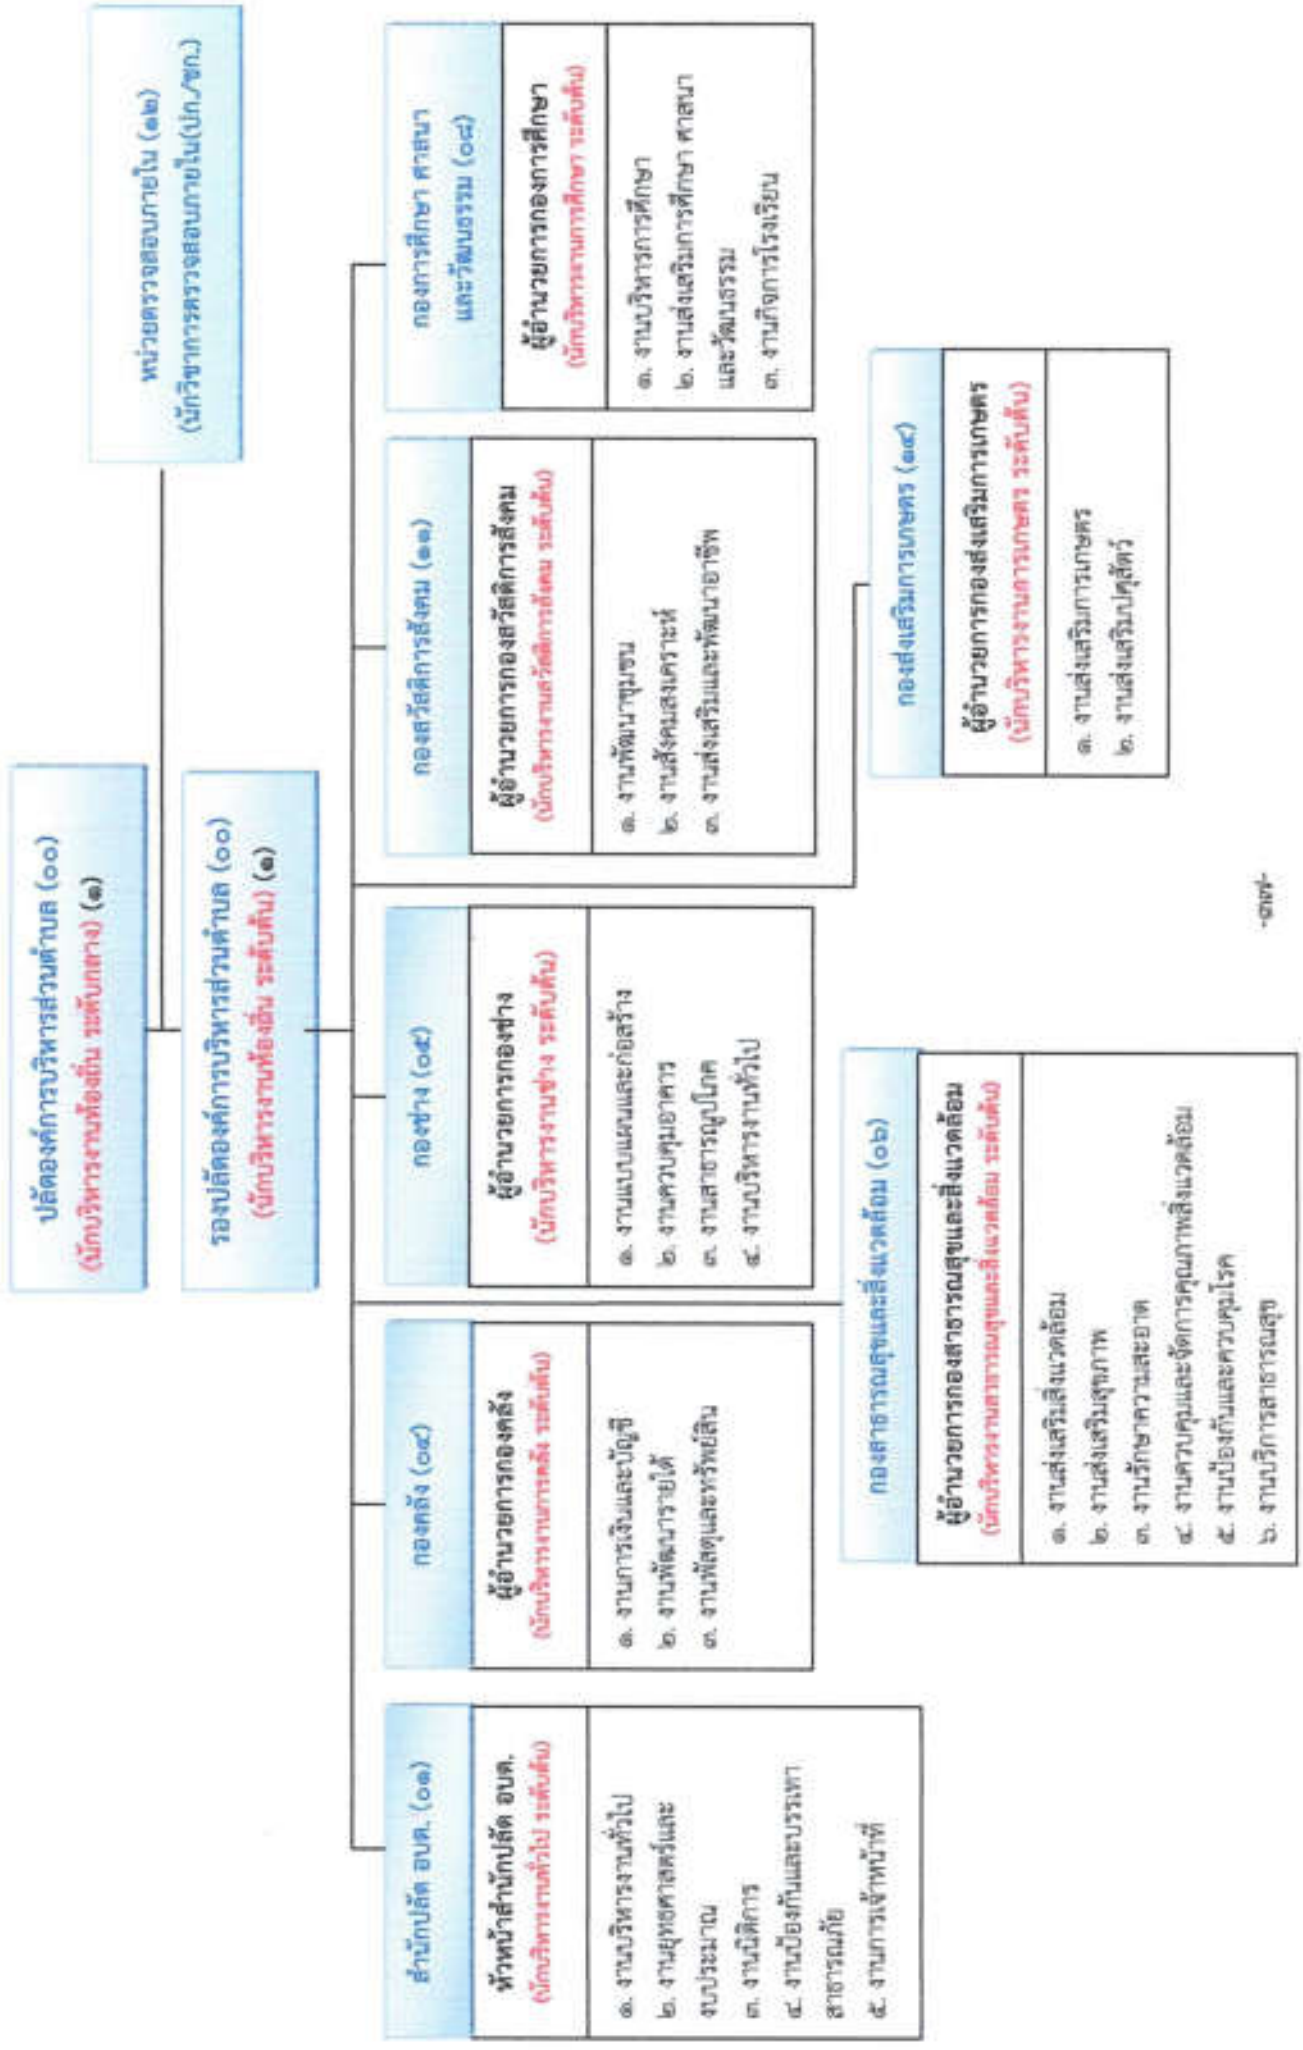 ปลัดองค์การบริหารส่วนตำบล (๐๐)
(นักบริหารงานท้องถิ่น ระดับกลาง) (๑)
หน่วยตรวจสอบภายใน (๑๒)
(นักวิชาการตรวจสอบภายใน(ปก./ชก.)
รองปลัดองค์การบริหารส่วนตำบล (๐๐)
(นักบริหารงานท้องถิ่น ระดับต้น) (๑)
สำนักปลัด อบต. (๐๑)
หัวหน้าสำนักปลัด อบต.
(นักบริหารงานทั่วไป ระดับต้น)
๑. งานบริหารงานทั่วไป
๒. งานยุทธศาสตร์และ
งบประมาณ
๓. งานนิติการ
๔. งานป้องกันและบรรเทา
สาธารณภัย
๕. งานการเจ้าหน้าที่
กองคลัง (๐๔)
ผู้อำนวยการกองคลัง
(นักบริหารงานการคลัง ระดับต้น)
๑. งานการเงินและบัญชี
๒. งานพัฒนารายได้
๓. งานพัสดุและทรัพย์สิน
กองช่าง (๐๕)
ผู้อำนวยการกองช่าง
(นักบริหารงานช่าง ระดับต้น)
๑. งานแบบแผนและก่อสร้าง
๒. งานควบคุมอาคาร
๓. งานสาธารณูปโภค
๔. งานบริหารงานทั่วไป
กองสวัสดิการสังคม (๑๑)
ผู้อำนวยการกองสวัสดิการสังคม
(นักบริหารงานสวัสดิการสังคม ระดับต้น)
๑. งานพัฒนาชุมชน
๒. งานสังคมสงเคราะห์
๓. งานส่งเสริมและพัฒนาอาชีพ
กองการศึกษา ศาสนา
และวัฒนธรรม (๐๘)
ผู้อำนวยการกองการศึกษา
(นักบริหารงานการศึกษา ระดับต้น)
๑. งานบริหารการศึกษา
๒. งานส่งเสริมการศึกษา ศาสนา
และวัฒนธรรม
๓. งานกิจการโรงเรียน
กองสาธารณสุขและสิ่งแวดล้อม (๐๖)
ผู้อำนวยการกองสาธารณสุขและสิ่งแวดล้อม
(นักบริหารงานสาธารณสุขและสิ่งแวดล้อม ระดับต้น)
๑. งานส่งเสริมสิ่งแวดล้อม
๒. งานส่งเสริมสุขภาพ
๓. งานรักษาความสะอาด
๔. งานควบคุมและจัดการคุณภาพสิ่งแวดล้อม
๕. งานป้องกันและควบคุมโรค
๖. งานบริการสาธารณสุข
กองส่งเสริมการเกษตร (๑๔)
ผู้อำนวยการกองส่งเสริมการเกษตร
(นักบริหารงานการเกษตร ระดับต้น)
๑. งานส่งเสริมการเกษตร
๒. งานส่งเสริมปศุสัตว์
-๓๗-